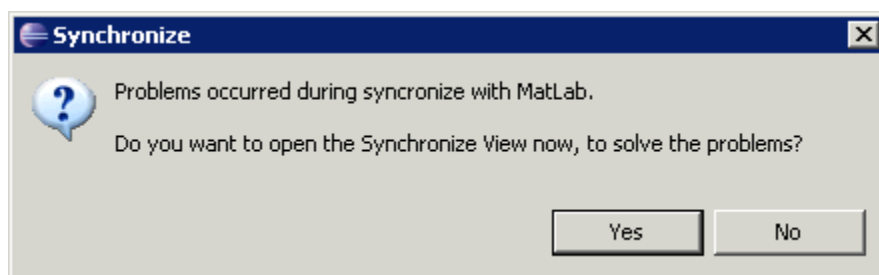 Synchronize
Problems occurred during syncronize with MatLab.
Do you want to open the Synchronize View now, to solve the problems?
Yes
No